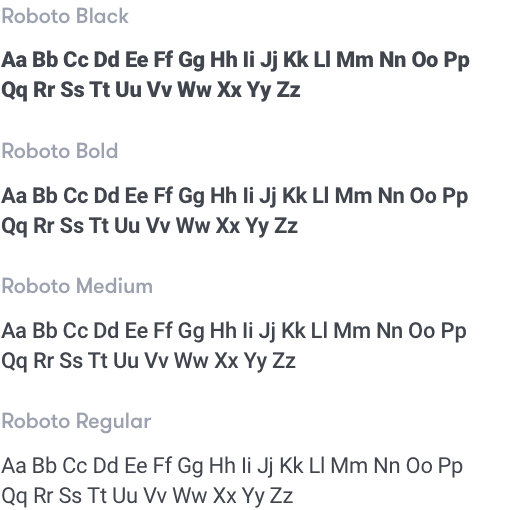 Roboto Black
Aa Bb Cc Dd Ee Ff Gg Hh Ii Jj Kk Ll Mm Nn Oo Pp
Qq Rr Ss Tt Uu Vv Ww Xx Yy Zz
Roboto Bold
Aa Bb Cc Dd Ee Ff Gg Hh Ii Jj Kk Ll Mm Nn Oo Pp
Qq Rr Ss Tt Uu Vv Ww Xx Yy Zz
Roboto Medium
Aa Bb Cc Dd Ee Ff Gg Hh Ii Jj Kk Ll Mm Nn Oo Pp
Qq Rr Ss Tt Uu Vv Ww Xx Yy Zz
Roboto Regular
Aa Bb Cc Dd Ee Ff Gg Hh Ii Jj Kk Ll Mm Nn Oo Pp
Qq Rr Ss Tt Uu Vv Ww Xx Yy Zz